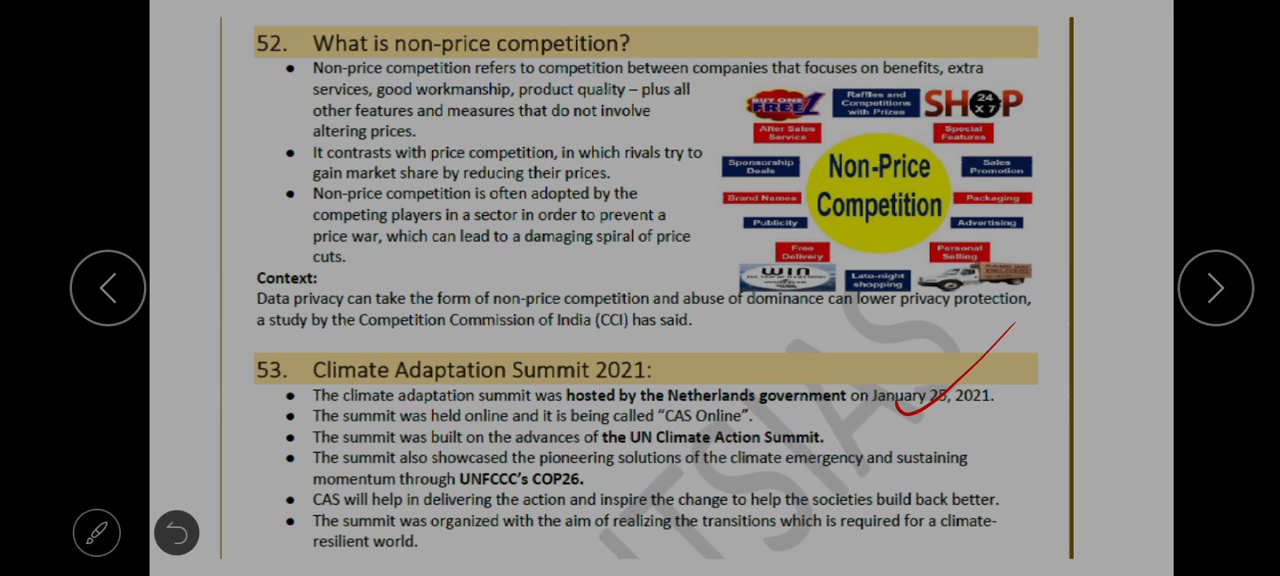 52. What is non-price competition?
● Non-price competition refers to competition between companies that focuses on benefits, extra
services, good workmanship, product quality – plus all
other features and measures that do not involve
altering prices.
● It contrasts with price competition, in which rivals try to
gain market share by reducing their prices.
● Non-price competition is often adopted by the
competing players in a sector in order to prevent a
price war, which can lead to a damaging spiral of price
cuts.
BUY ONE FREE 1
Raffles and
Competitions
with Prizes
SHOP
24
X 7
After Sales
Service
Special
Features
Sponsorship
Deals
Non-Price
Competition
Sales
Promotion
Brand Names
Packaging
Publicity
Advertising
Free
Delivery
Personal
Selling
WIN
Late-night
shopping
Context:
Data privacy can take the form of non-price competition and abuse of dominance can lower privacy protection,
a study by the Competition Commission of India (CCI) has said.
53. Climate Adaptation Summit 2021:
● The climate adaptation summit was hosted by the Netherlands government on January 25, 2021.
● The summit was held online and it is being called “CAS Online”.
● The summit was built on the advances of the UN Climate Action Summit.
● The summit also showcased the pioneering solutions of the climate emergency and sustaining
momentum through UNFCCC’s COP26.
● CAS will help in delivering the action and inspire the change to help the societies build back better.
● The summit was organized with the aim of realizing the transitions which is required for a climate-
resilient world.
NTSIAS